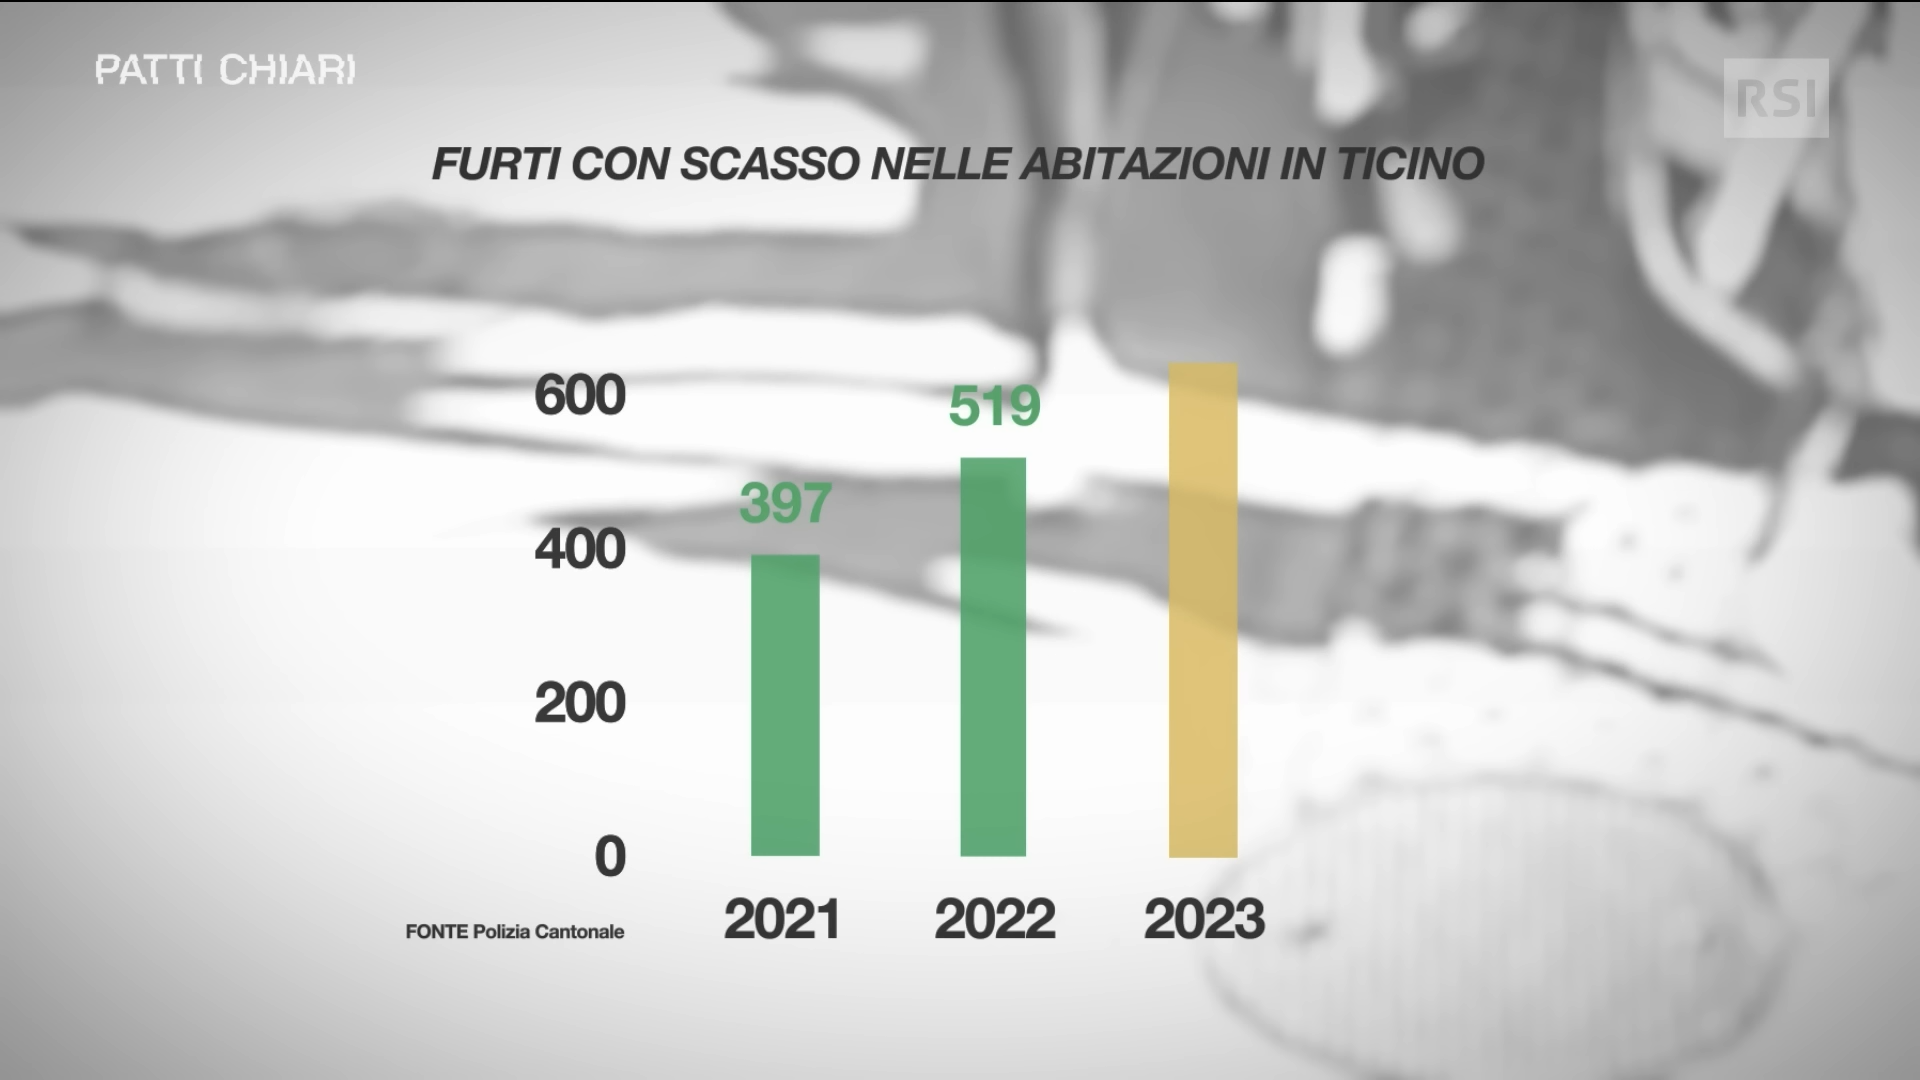 PATTI CHIARI
RSI
FURTI CON SCASSO NELLE ABITAZIONI IN TICINO
600
519
397
400
200
0
2021 2022 2023
FONTE Polizia Cantonale